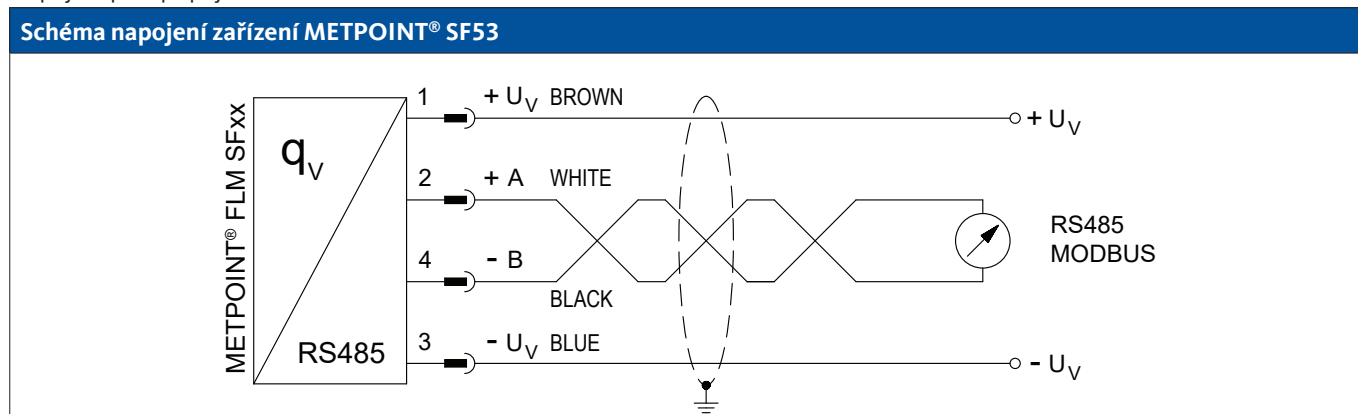 Schéma napojení zařízení METPOINT® SF53
METPOINT® FLM SFxx
qV
RS485
1 + UV BROWN
+ UV
2 + A WHITE
RS485
MODBUS
4 - B
BLACK
3 - UV BLUE
- UV